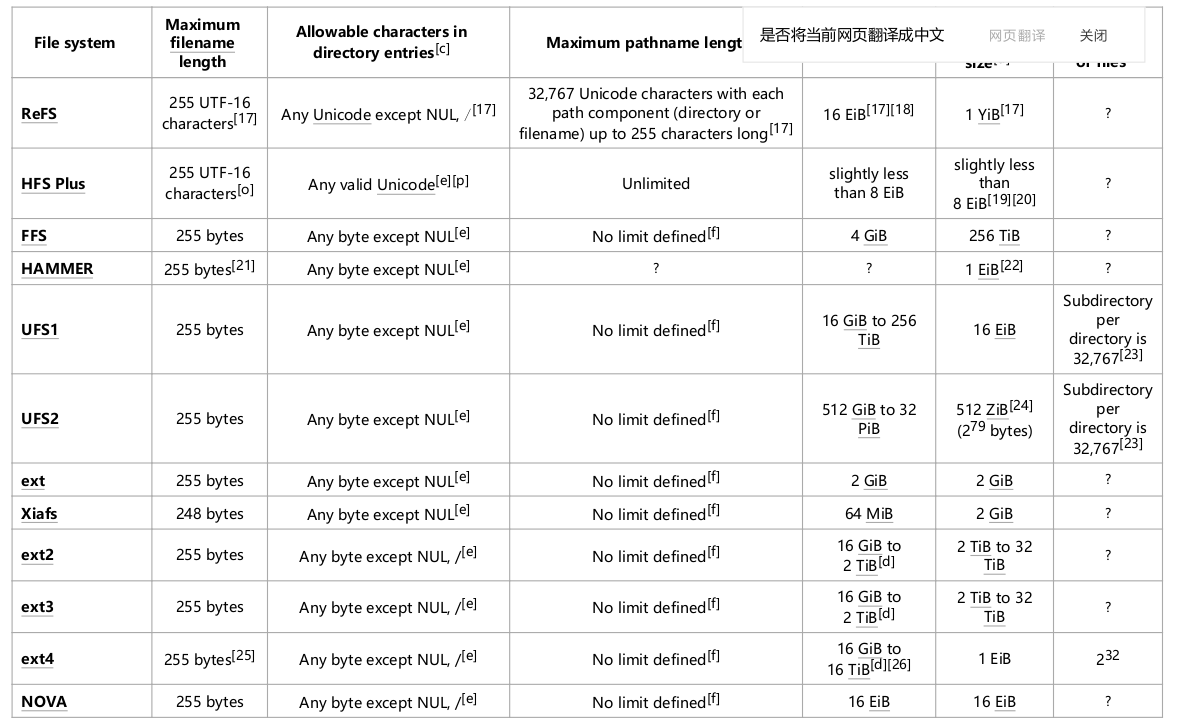 File system
Maximum
filename
length
Allowable characters in
directory entries[c]
Maximum pathname lengt
是否将当前网页翻译成中文 网页翻译 关闭
ReFS
255 UTF-16
characters[17]
Any Unicode except NUL, /[17]
32,767 Unicode characters with each
path component (directory or
filename) up to 255 characters long[17]
16 EiB[17][18]
1 YiB[17]
?
HFS Plus
255 UTF-16
characters[o]
Any valid Unicode[e][p]
Unlimited
slightly less
than 8 EiB
slightly less
than
8 EiB[19][20]
?
FFS
255 bytes
Any byte except NUL[e]
No limit defined[f]
4 GiB
256 TiB
?
HAMMER
255 bytes[21]
Any byte except NUL[e]
?
?
1 EiB[22]
?
UFS1
255 bytes
Any byte except NUL[e]
No limit defined[f]
16 GiB to 256
TiB
16 EiB
Subdirectory
per
directory is
32,767[23]
UFS2
255 bytes
Any byte except NUL[e]
No limit defined[f]
512 GiB to 32
PiB
512 ZiB[24]
(2⁷⁹ bytes)
Subdirectory
per
directory is
32,767[23]
ext
255 bytes
Any byte except NUL[e]
No limit defined[f]
2 GiB
2 GiB
?
Xiafs
248 bytes
Any byte except NUL[e]
No limit defined[f]
64 MiB
2 GiB
?
ext2
255 bytes
Any byte except NUL, /[e]
No limit defined[f]
16 GiB to
2 TiB[d]
2 TiB to 32
TiB
?
ext3
255 bytes
Any byte except NUL, /[e]
No limit defined[f]
16 GiB to
2 TiB[d]
2 TiB to 32
TiB
?
ext4
255 bytes[25]
Any byte except NUL, /[e]
No limit defined[f]
16 GiB to
16 TiB[d][26]
1 EiB
2³²
NOVA
255 bytes
Any byte except NUL, /[e]
No limit defined[f]
16 EiB
16 EiB
?